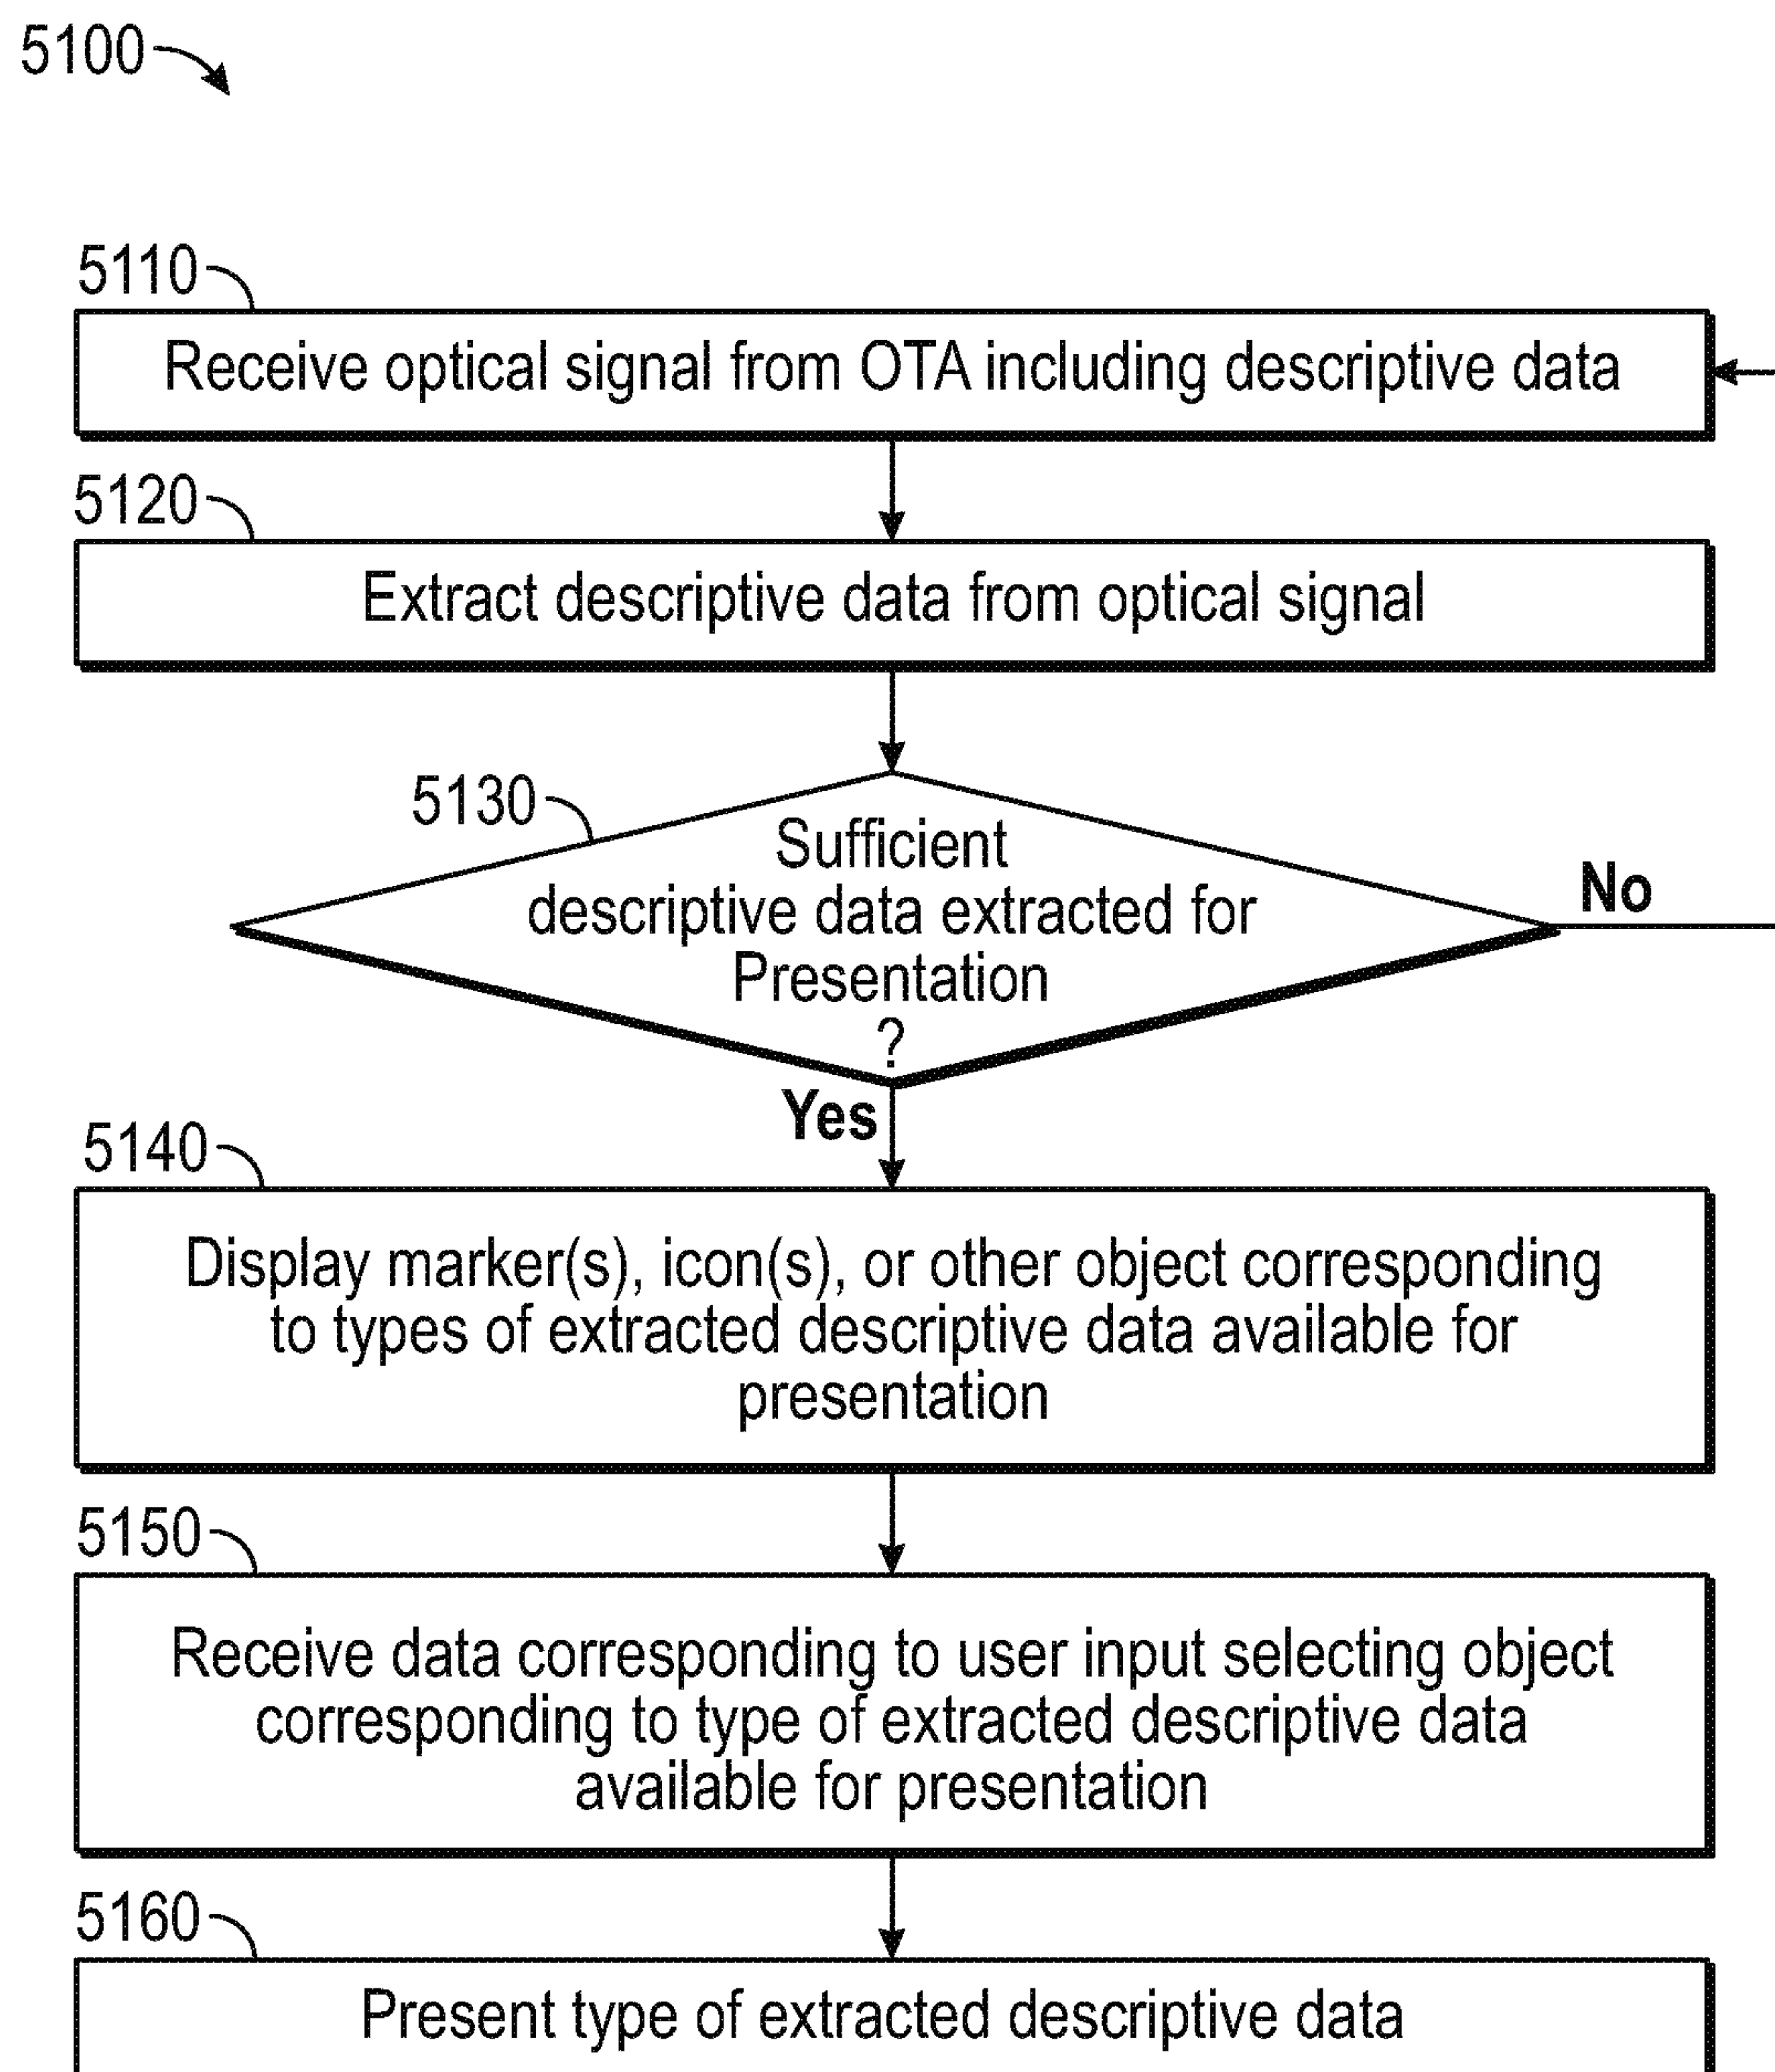 5100
5110
Receive optical signal from OTA including descriptive data
5120
Extract descriptive data from optical signal
5130
Sufficient
descriptive data extracted for
Presentation
?
No
Yes
5140
Display marker(s), icon(s), or other object corresponding
to types of extracted descriptive data available for
presentation
5150
Receive data corresponding to user input selecting object
corresponding to type of extracted descriptive data
available for presentation
5160
Present type of extracted descriptive data